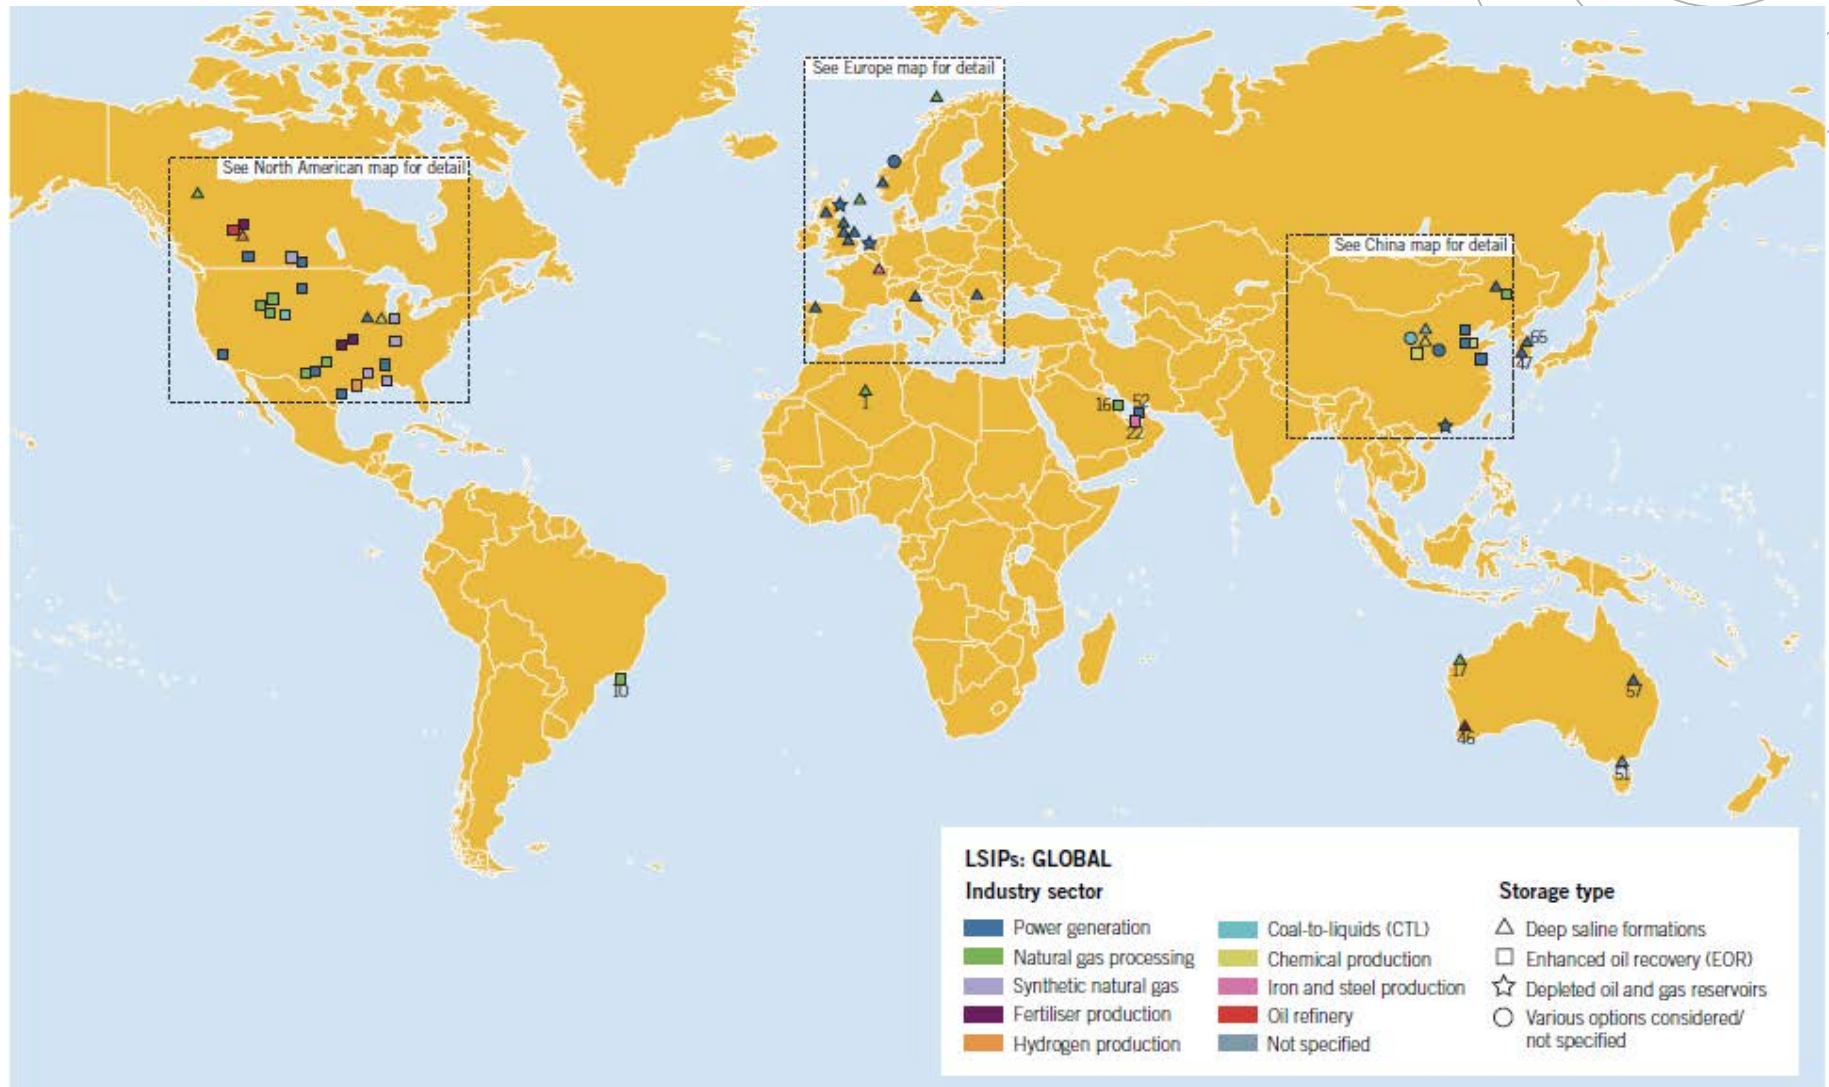 See Europe map for detail
See North American map for detail
See China map for detail
65
47
1
16
52
22
10
17
57
46
51
LSIPs: GLOBAL
Industry sector
Power generation
Natural gas processing
Synthetic natural gas
Fertiliser production
Hydrogen production
Coal-to-liquids (CTL)
Chemical production
Iron and steel production
Oil refinery
Not specified
Storage type
Deep saline formations
Enhanced oil recovery (EOR)
Depleted oil and gas reservoirs
Various options considered/
not specified